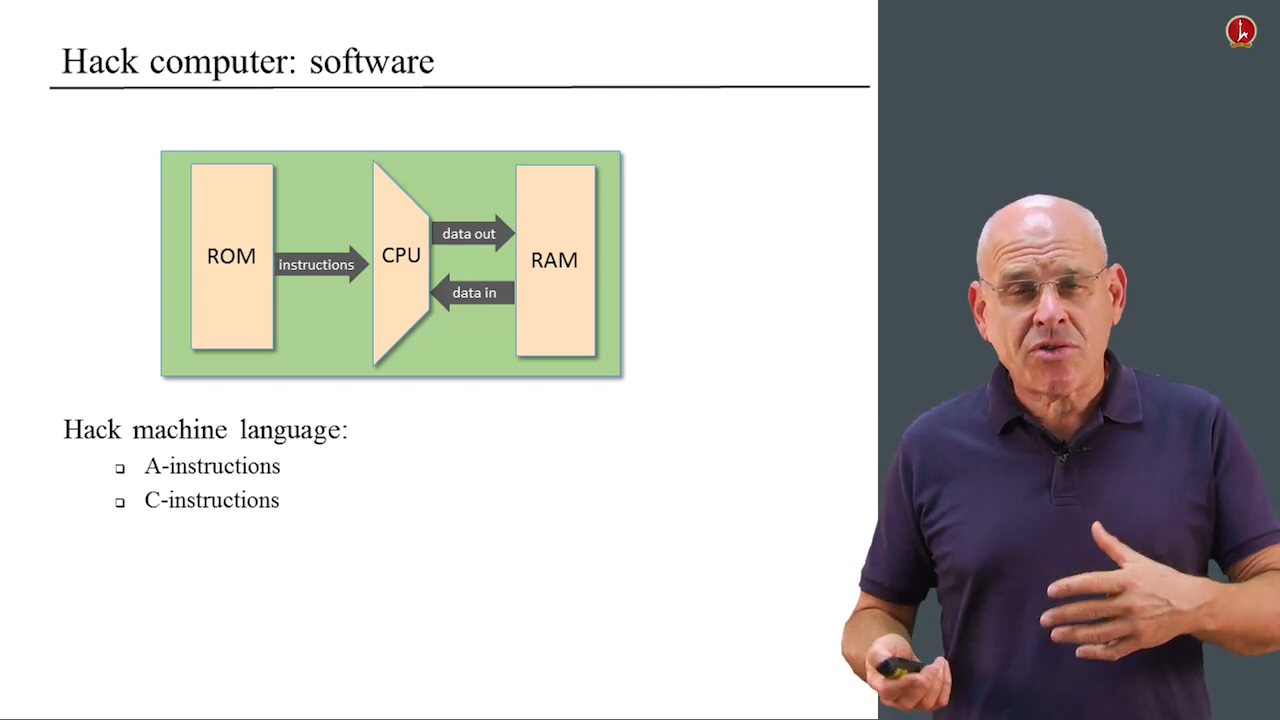 Hack computer: software
ROM
instructions
CPU
data out
data in
RAM
Hack machine language:
A-instructions
C-instructions